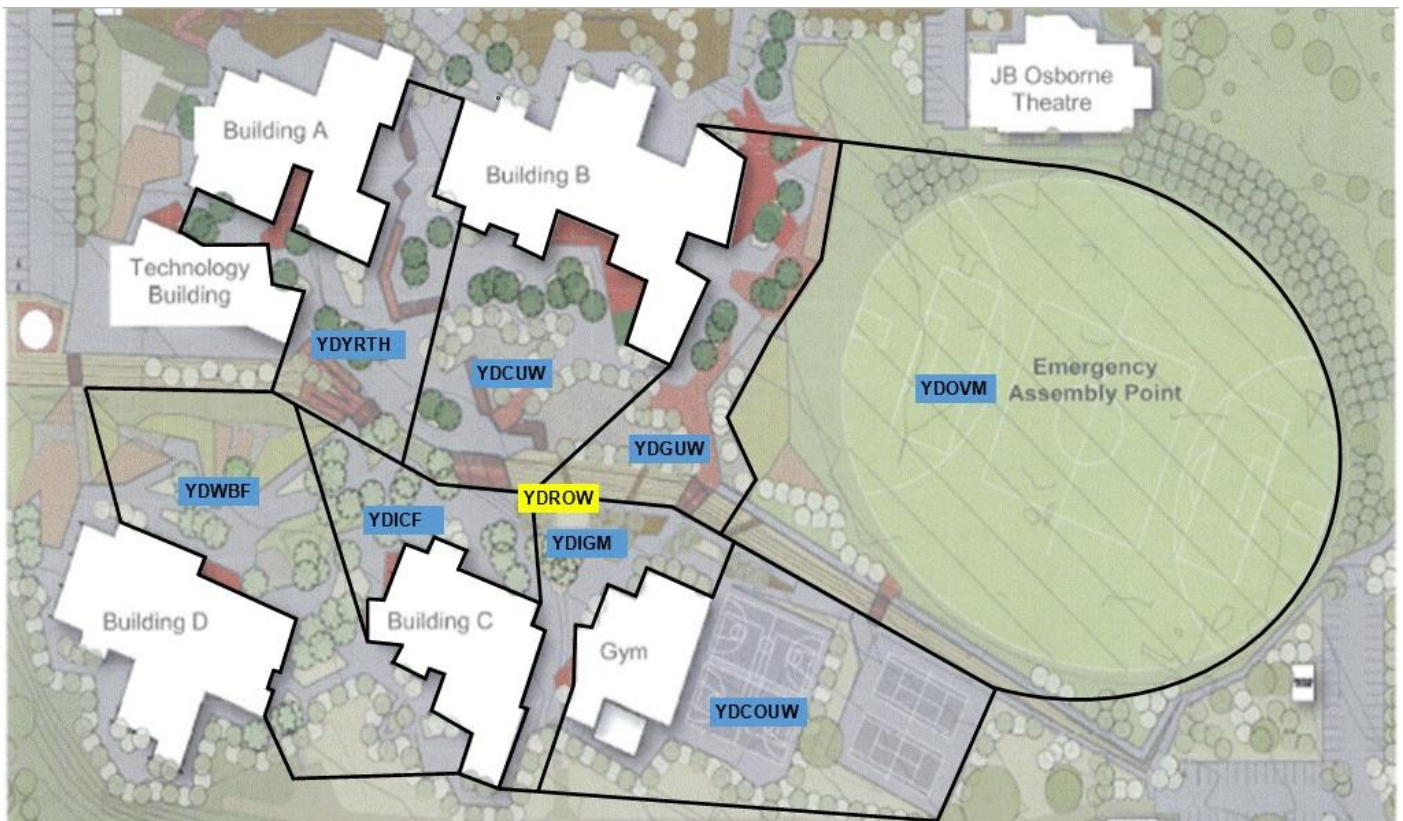 JB Osborne
Theatre
Building A
Building B
Technology
Building
YDYRTH
YDCUW
Emergency
Assembly Point
YDOVM
YDGUW
YDWBF
YDROW
YDICF
YDIGM
Building D
Building C
Gym
YDCOUW